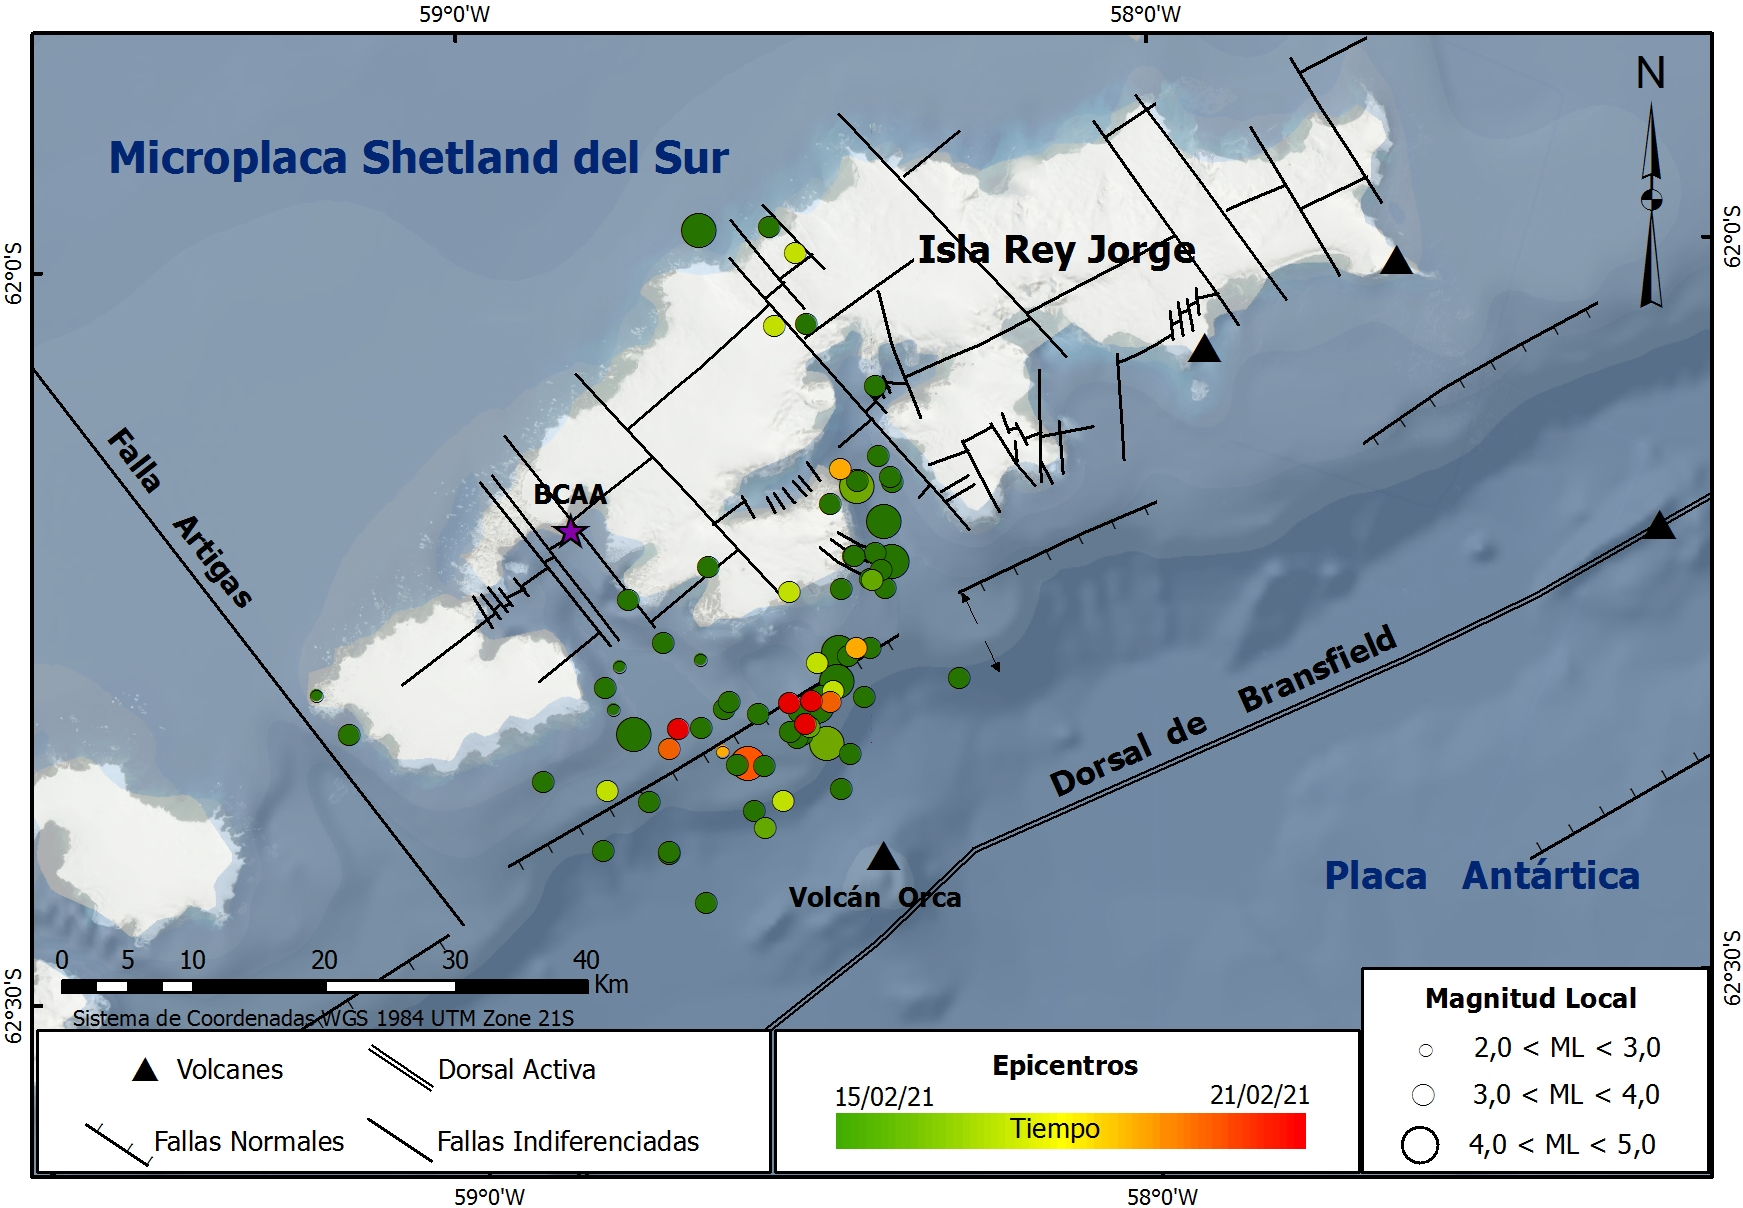 59°0'W
58°0'W
N
Microplaca Shetland del Sur
Isla Rey Jorge
62°0'S
62°0'S
Falla Artigas
BCAA
Dorsal de Bransfield
Placa Antártica
Volcán Orca
62°30'S
62°30'S
0 5 10 20 30 40
Km
Sistema de Coordenadas WGS 1984 UTM Zone 21S
Volcanes
Dorsal Activa
Fallas Normales
Fallas Indiferenciadas
Epicentros
15/02/21
21/02/21
Tiempo
Magnitud Local
2,0 < ML < 3,0
3,0 < ML < 4,0
4,0 < ML < 5,0
59°0'W
58°0'W